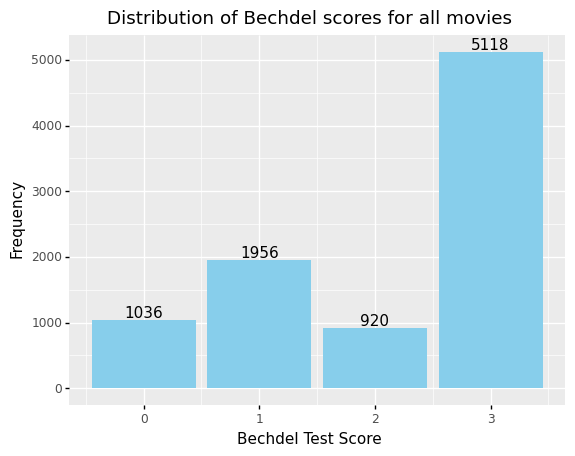 Distribution of Bechdel scores for all movies
5118
5000
4000
3000
Frequency
2000
1956
1036
1000
920
0
0 1 2 3
Bechdel Test Score